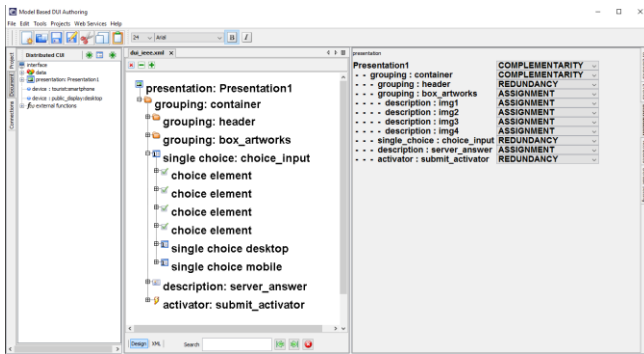 Model Based DUI Authoring
File Edit Tools Projects Web Services Help
24 Arial B I
Project
Document
Connections
Distributed CUI
interface
data
presentation: Presentation1
device : tourist:smartphone
device : public_display:desktop
external functions
dui_ieee.xml x
presentation: Presentation1
grouping: container
grouping: header
grouping: box_artworks
single choice: choice_input
choice element
choice element
choice element
choice element
single choice desktop
single choice mobile
description: server_answer
activator: submit_activator
Design XML Search
presentation
Presentation1 COMPLEMENTARITY
- - grouping : container COMPLEMENTARITY
- - - grouping : header REDUNDANCY
- - - grouping : box_artworks ASSIGNMENT
- - - - description : img1 ASSIGNMENT
- - - - description : img2 ASSIGNMENT
- - - - description : img3 ASSIGNMENT
- - - - description : img4 ASSIGNMENT
- - - single_choice : choice_input REDUNDANCY
- - - description : server_answer ASSIGNMENT
- - - activator : submit_activator REDUNDANCY